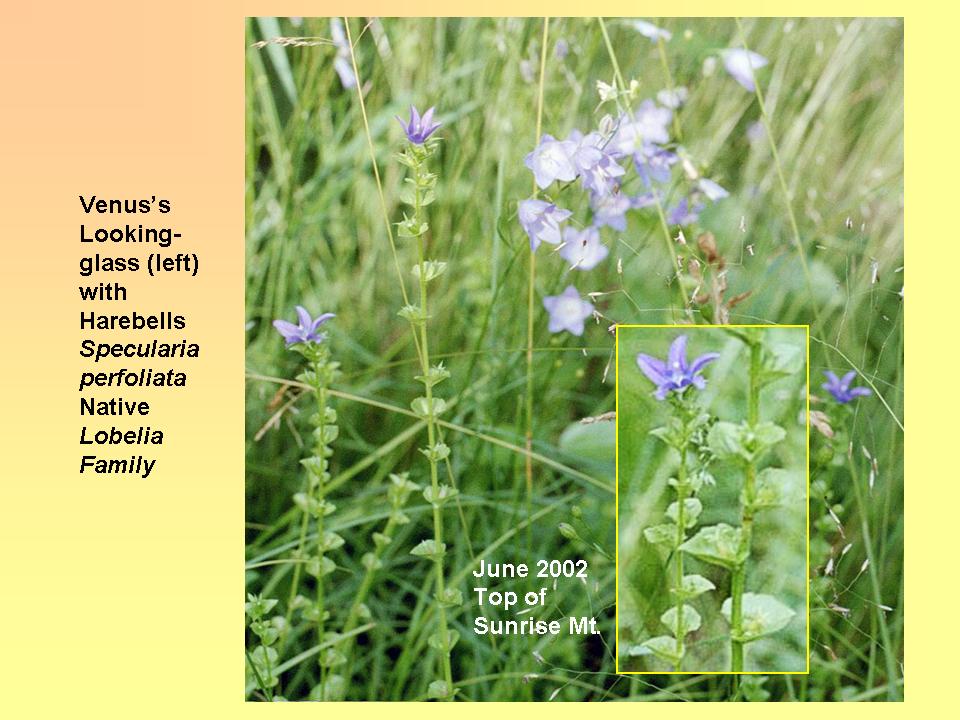 Venus’s
Looking-
glass (left)
with
Harebells
Specularia
perfoliata
Native
Lobelia
Family
June 2002
Top of
Sunrise Mt.